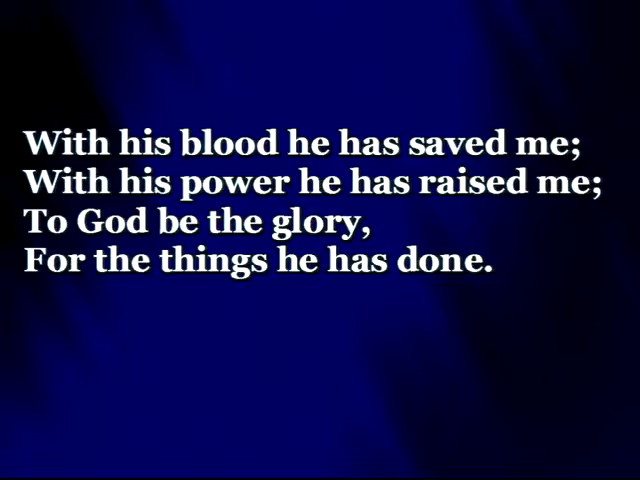 With his blood he has saved me;
With his power he has raised me;
To God be the glory,
For the things he has done.